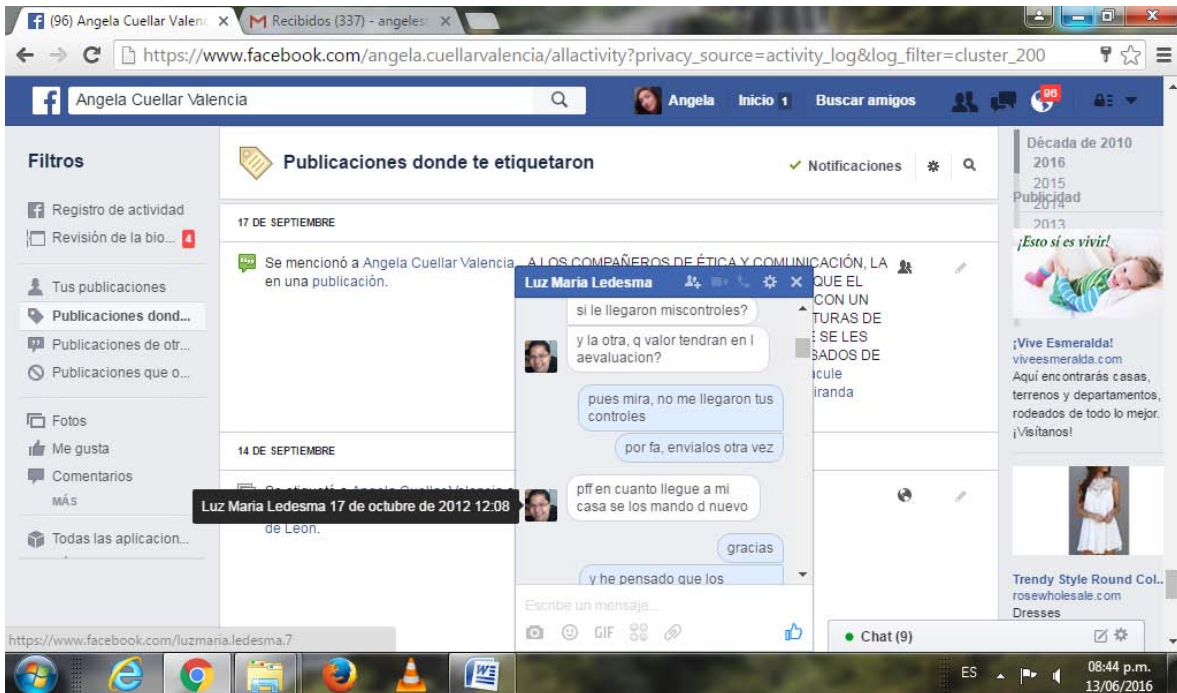 (96) Angela Cuellar Valenc
Recibidos (337) - angeles
https://www.facebook.com/angela.cuellarvalencia/allactivity?privacy_source=activity_log&log_filter=cluster_200
Angela Cuellar Valencia
Angela
Inicio 1
Buscar amigos
96
Filtros
Registro de actividad
Revisión de la bio... 4
Tus publicaciones
Publicaciones dond...
Publicaciones de otr...
Publicaciones que o...
Fotos
Me gusta
Comentarios
MÁS
Todas las aplicacion...
Publicaciones donde te etiquetaron
Notificaciones
17 DE SEPTIEMBRE
Se mencionó a Angela Cuellar Valencia
en una publicación.
A LOS COMPAÑEROS DE ÉTICA Y COMUNICACIÓN, LA
QUE EL
CON UN
TURAS DE
SE LES
SADOS DE
acule
iranda
14 DE SEPTIEMBRE
de León.
Luz Maria Ledesma 17 de octubre de 2012 12:08
Luz Maria Ledesma
si le llegaron miscontroles?
y la otra, q valor tendran en l
aevaluacion?
pues mira, no me llegaron tus
controles
por fa, envialos otra vez
pff en cuanto llegue a mi
casa se los mando d nuevo
gracias
y he pensado que los
Escribe un mensaje...
GIF
Década de 2010
2016
2015
2014
Publicidad
2013
¡Esto sí es vivir!
¡Vive Esmeralda!
viveesmeralda.com
Aquí encontrarás casas,
terrenos y departamentos,
rodeados de todo lo mejor.
¡Visítanos!
Trendy Style Round Col...
rosewholesale.com
Dresses
Chat (9)
https://www.facebook.com/luzmaria.ledesma.7
ES
08:44 p.m.
13/06/2016